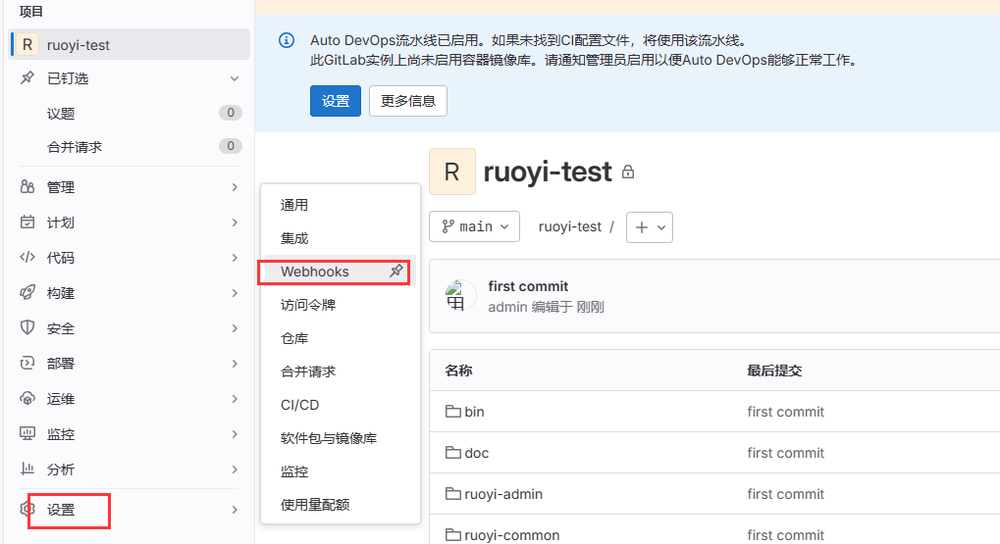 项目
R ruoyi-test
已钉选
议题 0
合并请求 0
管理
计划
代码
构建
安全
部署
运维
监控
分析
设置
通用
集成
Webhooks
访问令牌
仓库
合并请求
CI/CD
软件包与镜像库
监控
使用量配额
Auto DevOps流水线已启用。如果未找到CI配置文件，将使用该流水线。
此GitLab实例上尚未启用容器镜像库。请通知管理员启用以便Auto DevOps能够正常工作。
设置 更多信息
R ruoyi-test
main ruoyi-test / +
first commit
admin 编辑于 刚刚
名称 最后提交
bin first commit
doc first commit
ruoyi-admin first commit
ruoyi-common first commit